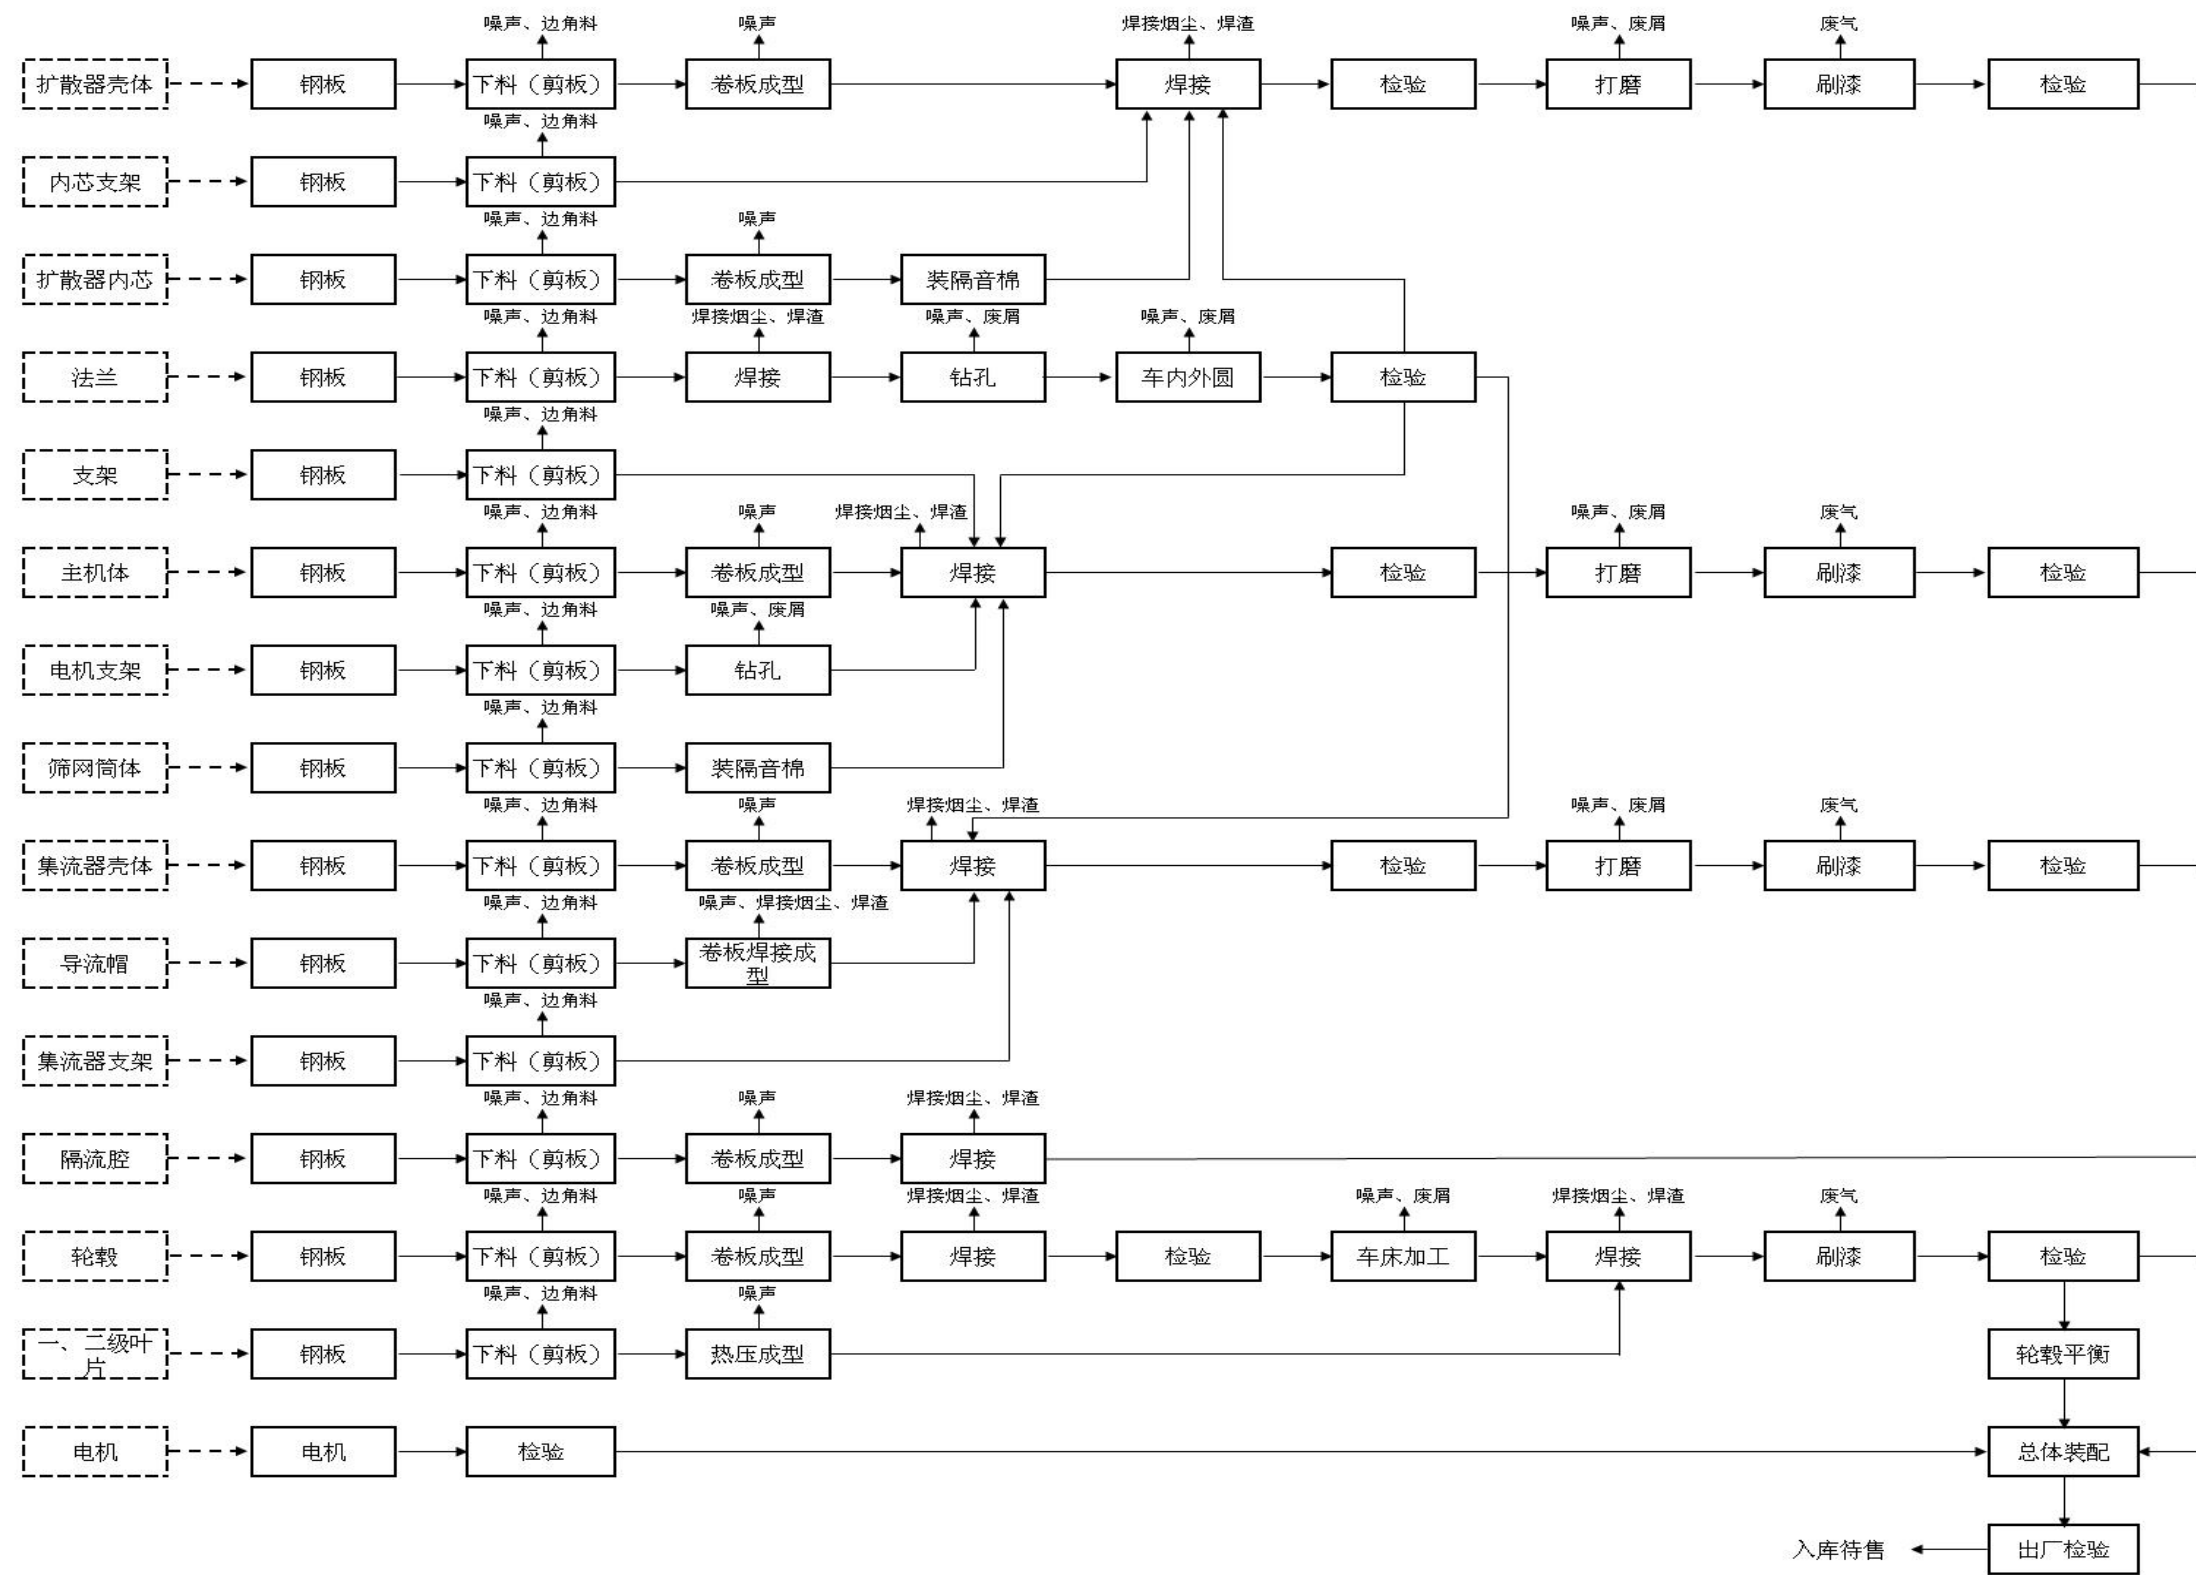 噪声、边角料
噪声
焊接烟尘、焊渣
噪声、废屑
废气
扩散器壳体
钢板
下料（剪板）
卷板成型
焊接
检验
打磨
刷漆
检验
噪声、边角料
内芯支架
钢板
下料（剪板）
噪声、边角料
噪声
扩散器内芯
钢板
下料（剪板）
卷板成型
装隔音棉
噪声、边角料
焊接烟尘、焊渣
噪声、废屑
噪声、废屑
法兰
钢板
下料（剪板）
焊接
钻孔
车内外圆
检验
噪声、边角料
支架
钢板
下料（剪板）
噪声、边角料
噪声
焊接烟尘、焊渣
噪声、废屑
废气
主机体
钢板
下料（剪板）
卷板成型
焊接
检验
打磨
刷漆
检验
噪声、边角料
噪声、废屑
电机支架
钢板
下料（剪板）
钻孔
噪声、边角料
筛网筒体
钢板
下料（剪板）
装隔音棉
噪声、边角料
噪声
焊接烟尘、焊渣
噪声、废屑
废气
集流器壳体
钢板
下料（剪板）
卷板成型
焊接
检验
打磨
刷漆
检验
噪声、边角料
噪声、焊接烟尘、焊渣
导流帽
钢板
下料（剪板）
卷板焊接成
型
噪声、边角料
集流器支架
钢板
下料（剪板）
噪声、边角料
噪声
焊接烟尘、焊渣
隔流腔
钢板
下料（剪板）
卷板成型
焊接
噪声、边角料
噪声
焊接烟尘、焊渣
噪声、废屑
焊接烟尘、焊渣
废气
轮毂
钢板
下料（剪板）
卷板成型
焊接
检验
车床加工
焊接
刷漆
检验
噪声、边角料
噪声
一、二级叶
片
钢板
下料（剪板）
热压成型
轮毂平衡
电机
电机
检验
总体装配
入库待售
出厂检验